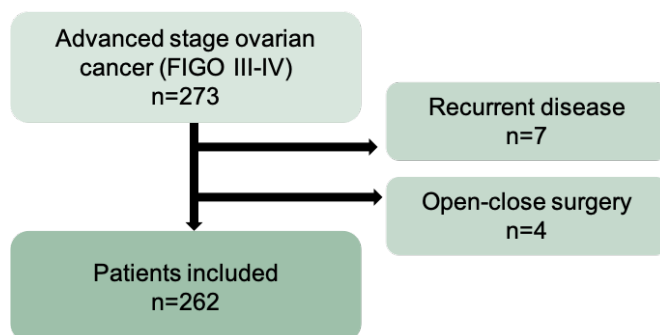 Advanced stage ovarian
cancer (FIGO III-IV)
n=273
Recurrent disease
n=7
Open-close surgery
n=4
Patients included
n=262